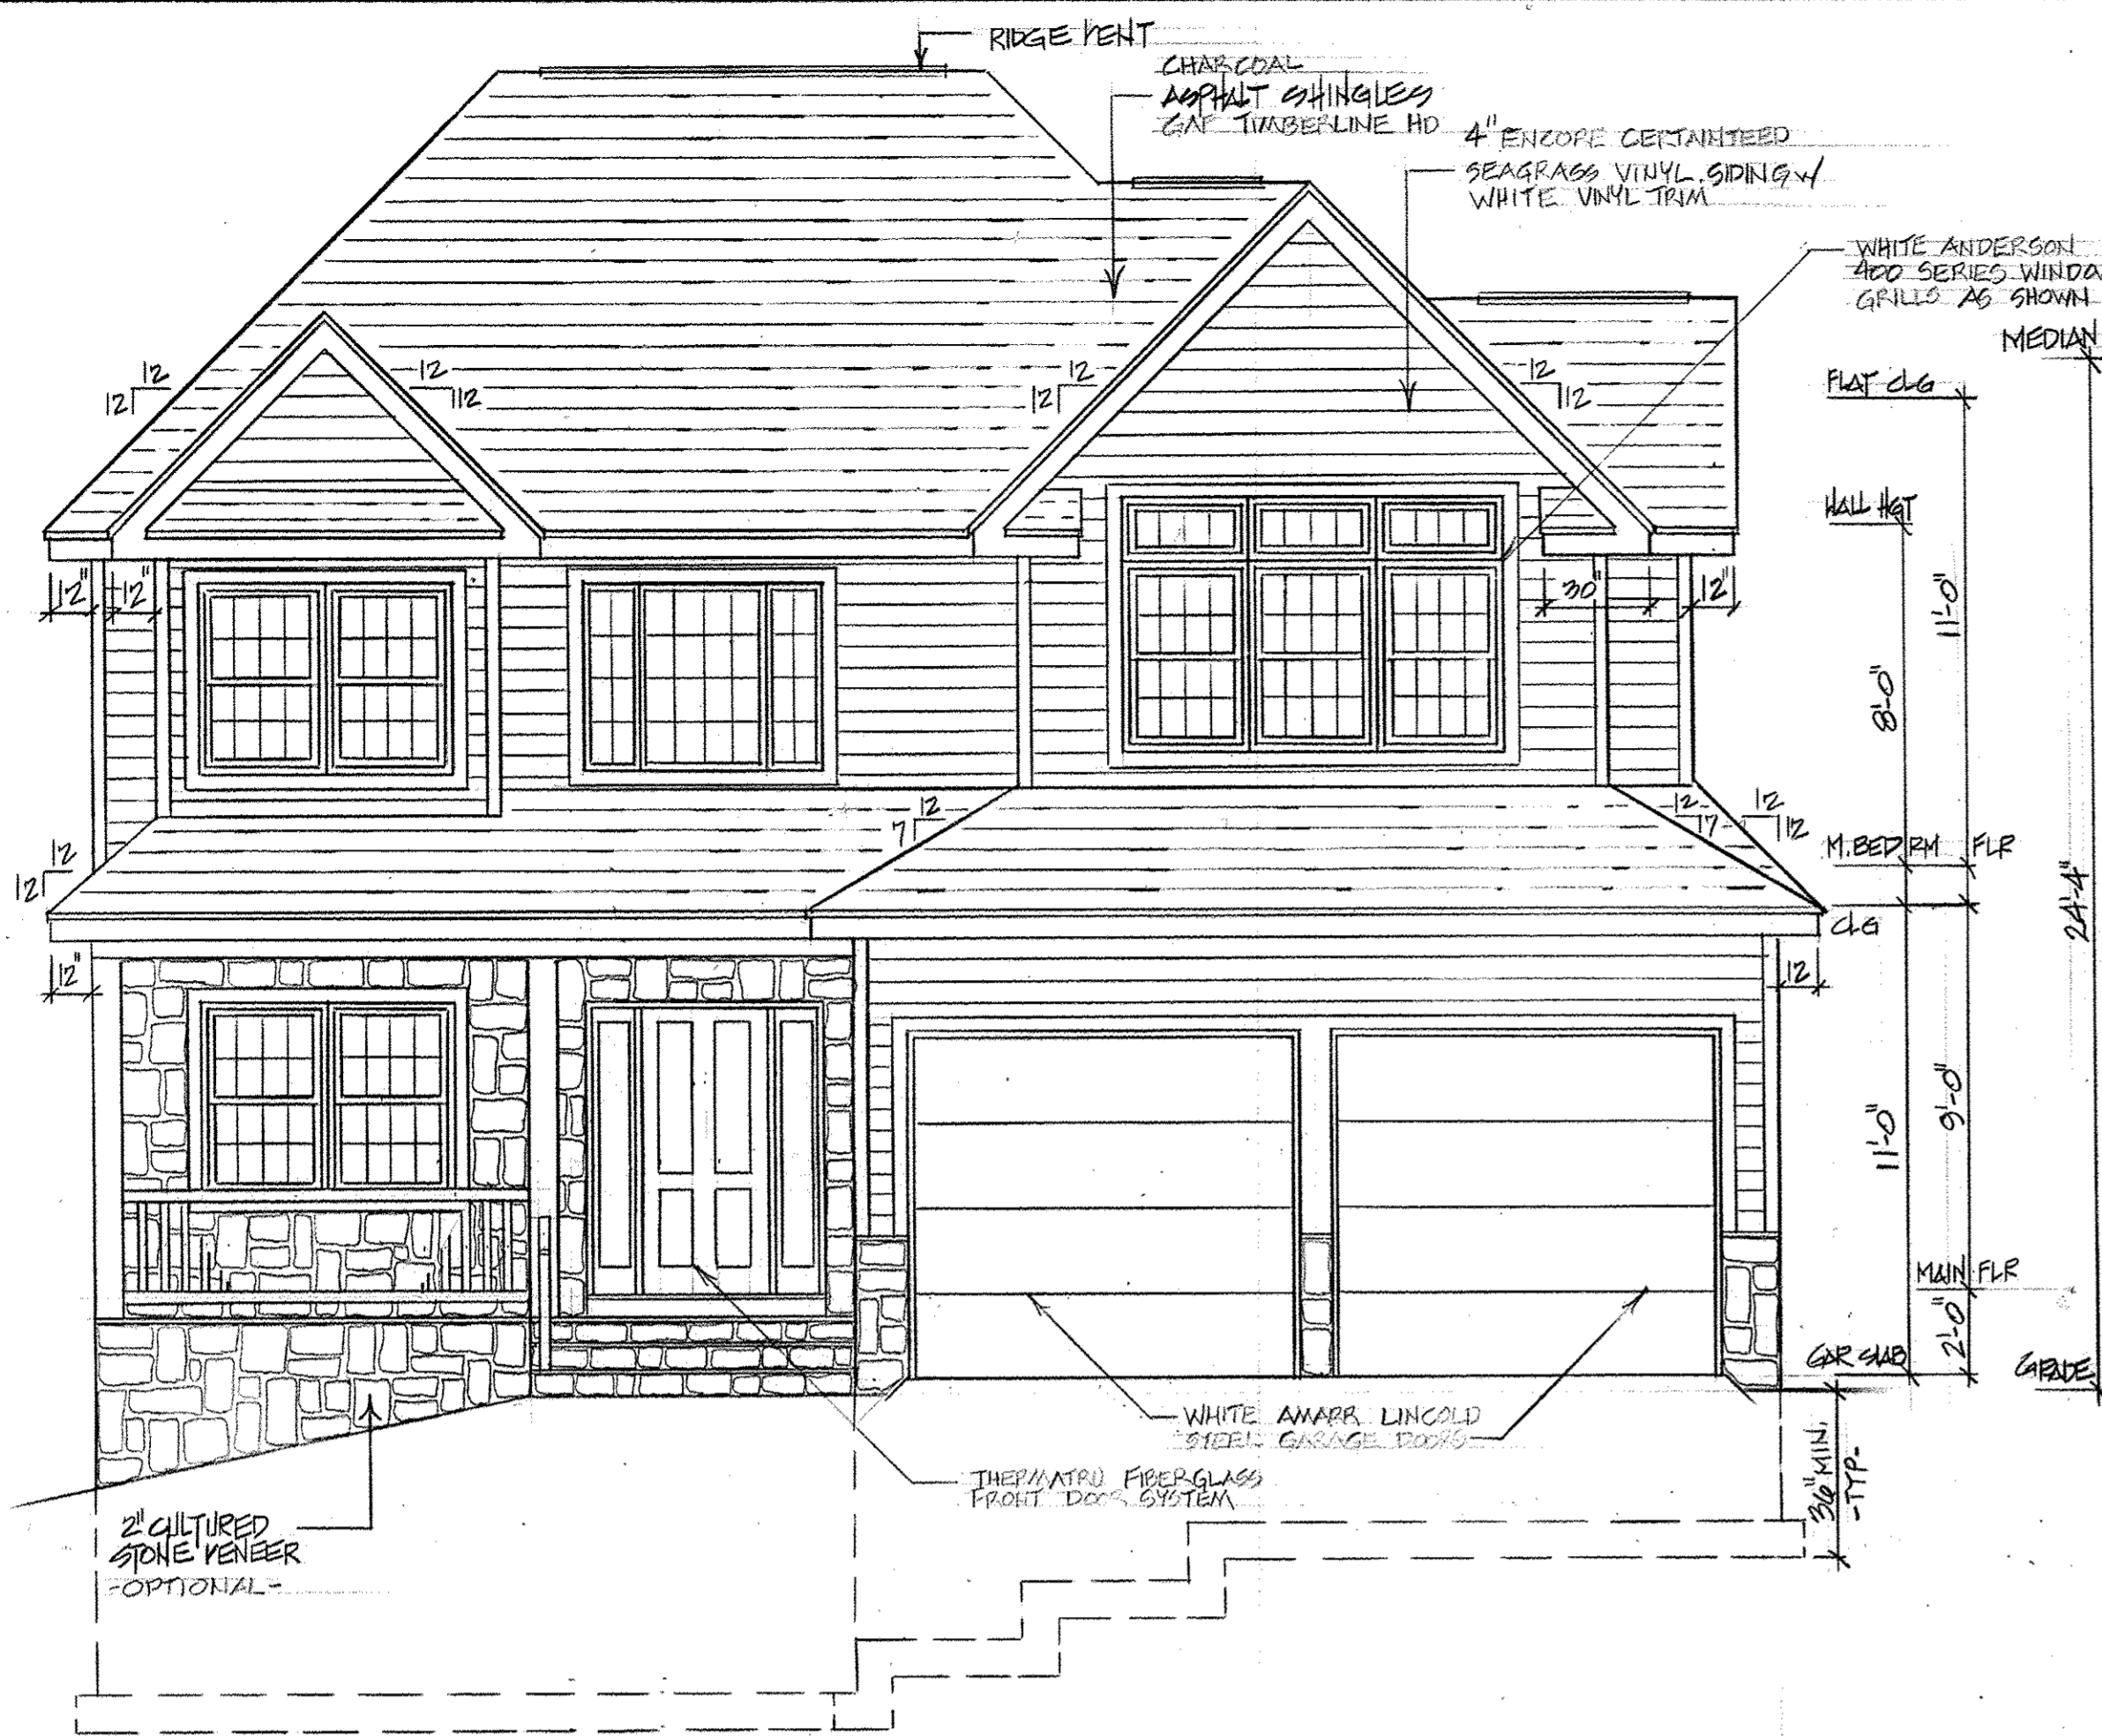 RIDGE VENT
CHARCOAL
ASPHALT SHINGLES
GAF TIMBERLINE HD
4" ENCORE CERTAINTEED
SEAGRASS VINYL SIDING W/
WHITE VINYL TRIM
WHITE ANDERSON
400 SERIES WINDO
GRILLS AS SHOWN
MEDIAN
FLAT CLG
12
12
12
12
12
12
12
12
WALL HGT
12"
12"
30"
12"
11'-0"
8'-0"
12
7
12
7
12
12
12
12
M. BED RM FLR
24'-4"
CLG
12"
12
11'-0"
9'-0"
MAIN FLR
2'-0"
GAR SLAB
GRADE
WHITE AMARR LINCOLD
STEEL GARAGE DOORS
THERMATRU FIBERGLASS
FRONT DOOR SYSTEM
36" MIN.
-TYP.-
2" CULTURED
STONE VENEER
-OPTIONAL-